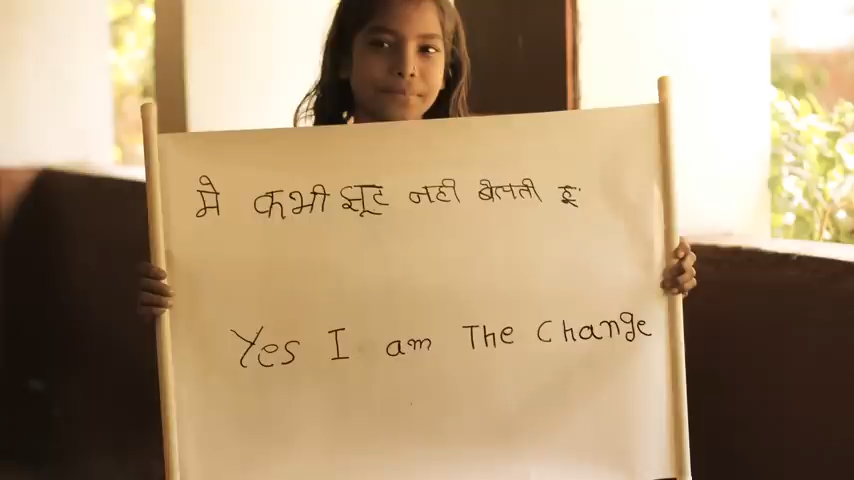 मे कभी झूट नही बोलती हूं
Yes I am The Change